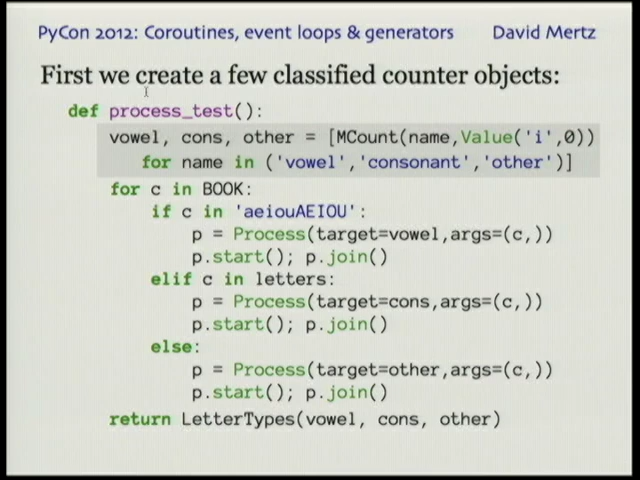 PyCon 2012: Coroutines, event loops & generators David Mertz
First we create a few classified counter objects:
def process_test():
vowel, cons, other = [MCount(name,Value('i',0))
for name in ('vowel','consonant','other')]
for c in BOOK:
if c in 'aeiouAEIOU':
p = Process(target=vowel,args=(c,))
p.start(); p.join()
elif c in letters:
p = Process(target=cons,args=(c,))
p.start(); p.join()
else:
p = Process(target=other,args=(c,))
p.start(); p.join()
return LetterTypes(vowel, cons, other)